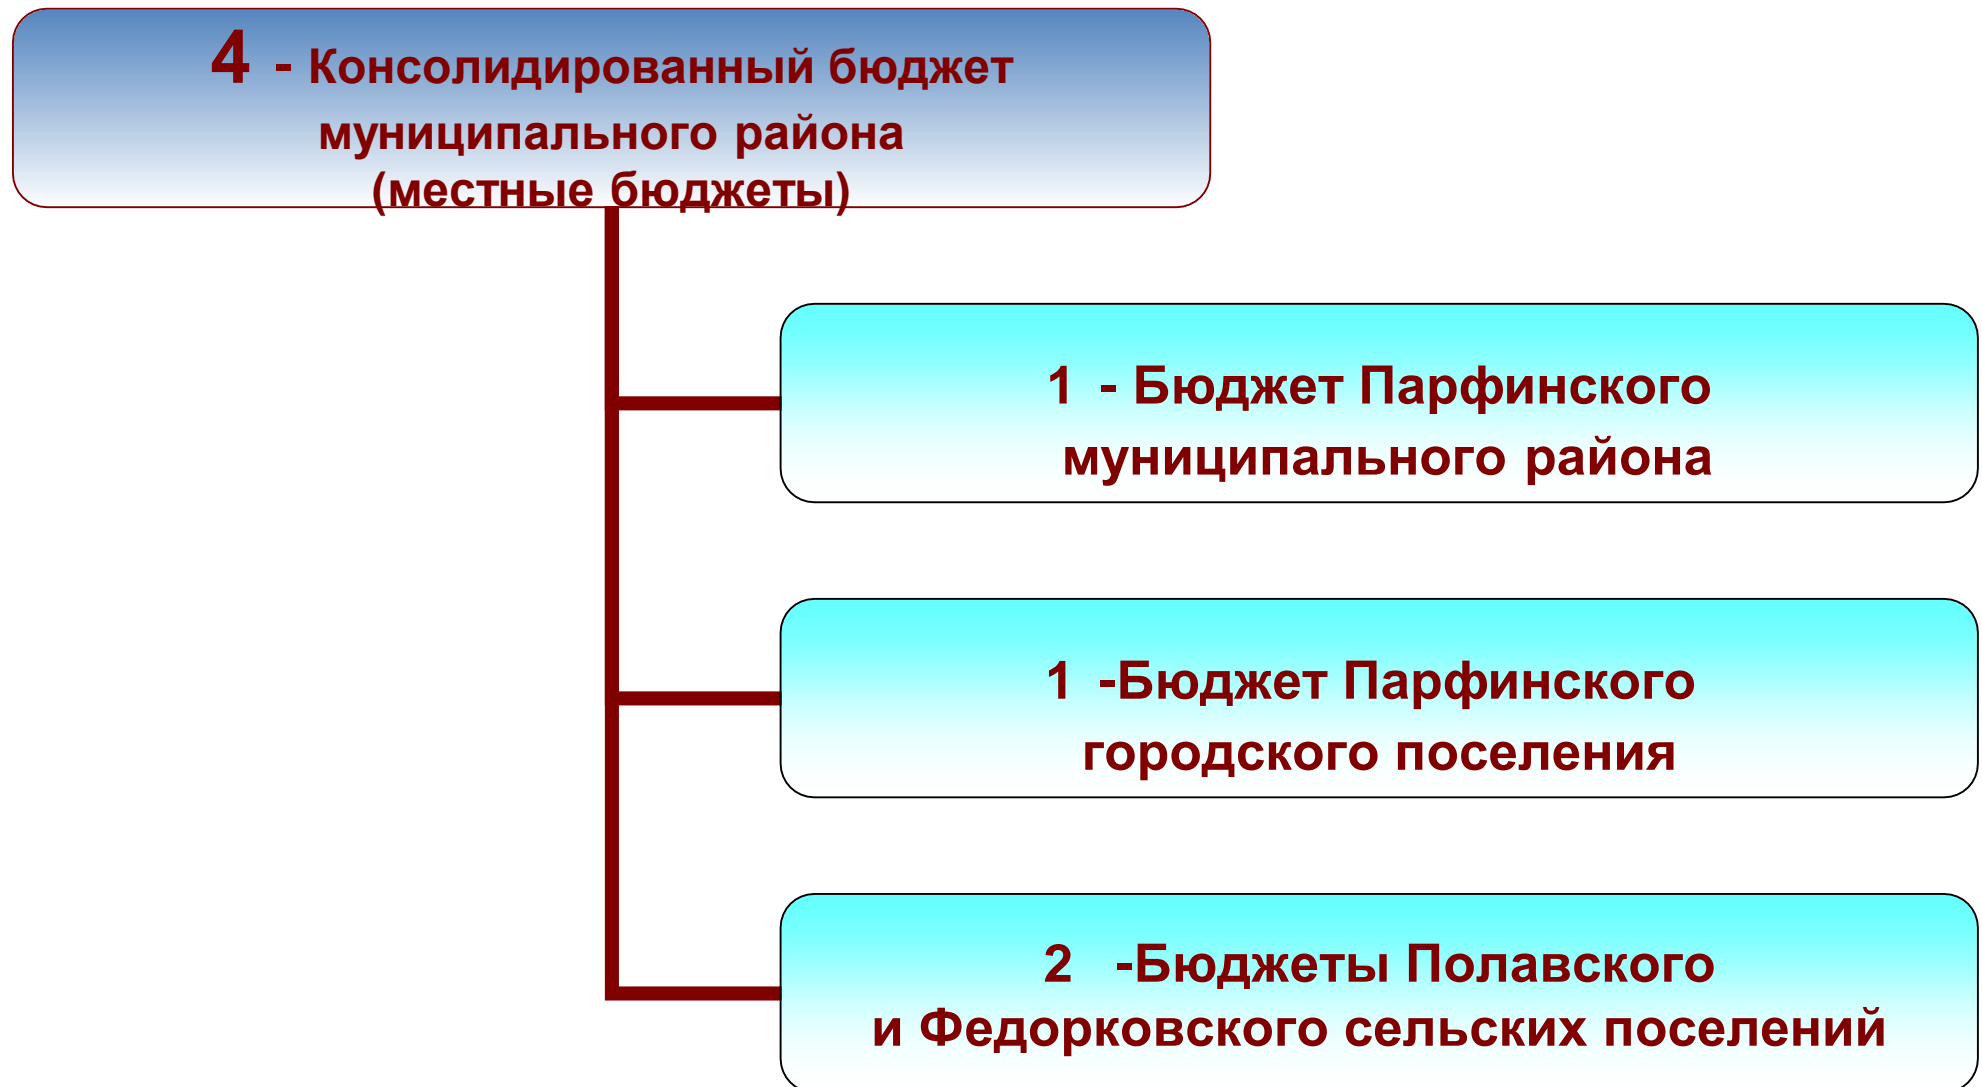 4 - Консолидированный бюджет
муниципального района
(местные бюджеты)
1 - Бюджет Парфинского
муниципального района
1 -Бюджет Парфинского
городского поселения
2 -Бюджеты Полавского
и Федорковского сельских поселений